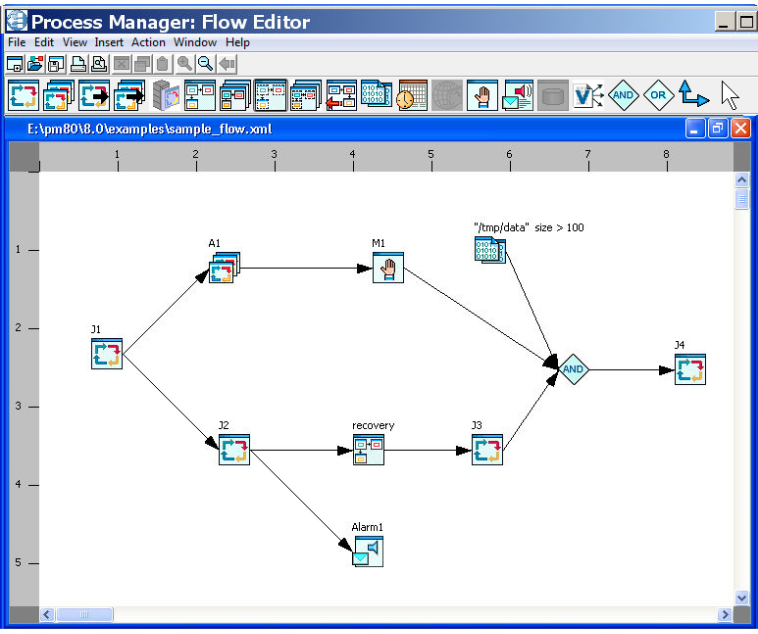 Process Manager: Flow Editor
File Edit View Insert Action Window Help
AND OR
E:\pm80\8.0\examples\sample_flow.xml
1 2 3 4 5 6 7 8
"/tmp/data" size > 100
A1 M1
1
2
J1
J4
AND
3
J2 recovery J3
4
Alarm1
5